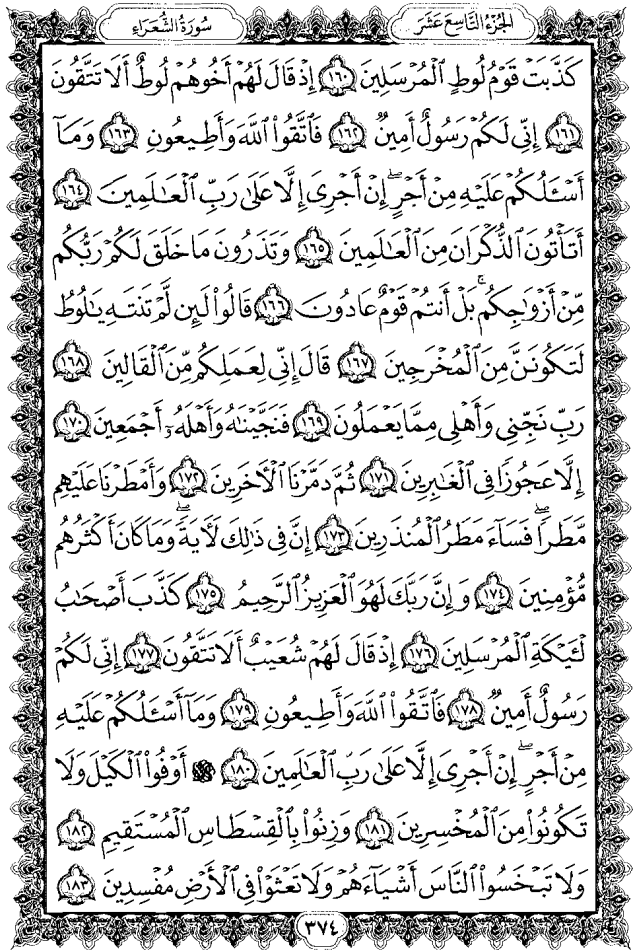 الجزء التاسع عشر
سورة الشعراء
كَذَّبَتْ قَوْمُ لُوطٍ ٱلْمُرْسَلِينَ ١٦٠ إِذْ قَالَ لَهُمْ أَخُوهُمْ لُوطٌ أَلَا تَتَّقُونَ
١٦١ إِنِّى لَكُمْ رَسُولٌ أَمِينٌ ١٦٢ فَٱتَّقُوا۟ ٱللَّهَ وَأَطِيعُونِ ١٦٣ وَمَآ
أَسْـَٔلُكُمْ عَلَيْهِ مِنْ أَجْرٍ ۖ إِنْ أَجْرِىَ إِلَّا عَلَىٰ رَبِّ ٱلْعَـٰلَمِينَ ١٦٤
أَتَأْتُونَ ٱلذُّكْرَانَ مِنَ ٱلْعَـٰلَمِينَ ١٦٥ وَتَذَرُونَ مَا خَلَقَ لَكُمْ رَبُّكُم
مِّنْ أَزْوَٰجِكُم ۚ بَلْ أَنتُمْ قَوْمٌ عَادُونَ ١٦٦ قَالُوا۟ لَئِن لَّمْ تَنتَهِ يَـٰلُوطُ
لَتَكُونَنَّ مِنَ ٱلْمُخْرَجِينَ ١٦٧ قَالَ إِنِّى لِعَمَلِكُم مِّنَ ٱلْقَالِينَ ١٦٨
رَبِّ نَجِّنِى وَأَهْلِى مِمَّا يَعْمَلُونَ ١٦٩ فَنَجَّيْنَـٰهُ وَأَهْلَهُۥٓ أَجْمَعِينَ ١٧٠
إِلَّا عَجُوزًا فِى ٱلْغَـٰبِرِينَ ١٧١ ثُمَّ دَمَّرْنَا ٱلْـَٔاخَرِينَ ١٧٢ وَأَمْطَرْنَا عَلَيْهِم
مَّطَرًا ۖ فَسَآءَ مَطَرُ ٱلْمُنذَرِينَ ١٧٣ إِنَّ فِى ذَٰلِكَ لَـَٔايَةً ۖ وَمَا كَانَ أَكْثَرُهُم
مُّؤْمِنِينَ ١٧٤ وَإِنَّ رَبَّكَ لَهُوَ ٱلْعَزِيزُ ٱلرَّحِيمُ ١٧٥ كَذَّبَ أَصْحَـٰبُ
لْـَٔيْكَةِ ٱلْمُرْسَلِينَ ١٧٦ إِذْ قَالَ لَهُمْ شُعَيْبٌ أَلَا تَتَّقُونَ ١٧٧ إِنِّى لَكُمْ
رَسُولٌ أَمِينٌ ١٧٨ فَٱتَّقُوا۟ ٱللَّهَ وَأَطِيعُونِ ١٧٩ وَمَآ أَسْـَٔلُكُمْ عَلَيْهِ
مِنْ أَجْرٍ ۖ إِنْ أَجْرِىَ إِلَّا عَلَىٰ رَبِّ ٱلْعَـٰلَمِينَ ١٨٠ ۞ أَوْفُوا۟ ٱلْكَيْلَ وَلَا
تَكُونُوا۟ مِنَ ٱلْمُخْسِرِينَ ١٨١ وَزِنُوا۟ بِٱلْقِسْطَاسِ ٱلْمُسْتَقِيمِ ١٨٢
وَلَا تَبْخَسُوا۟ ٱلنَّاسَ أَشْيَآءَهُمْ وَلَا تَعْثَوْا۟ فِى ٱلْأَرْضِ مُفْسِدِينَ ١٨٣
٣٧٤